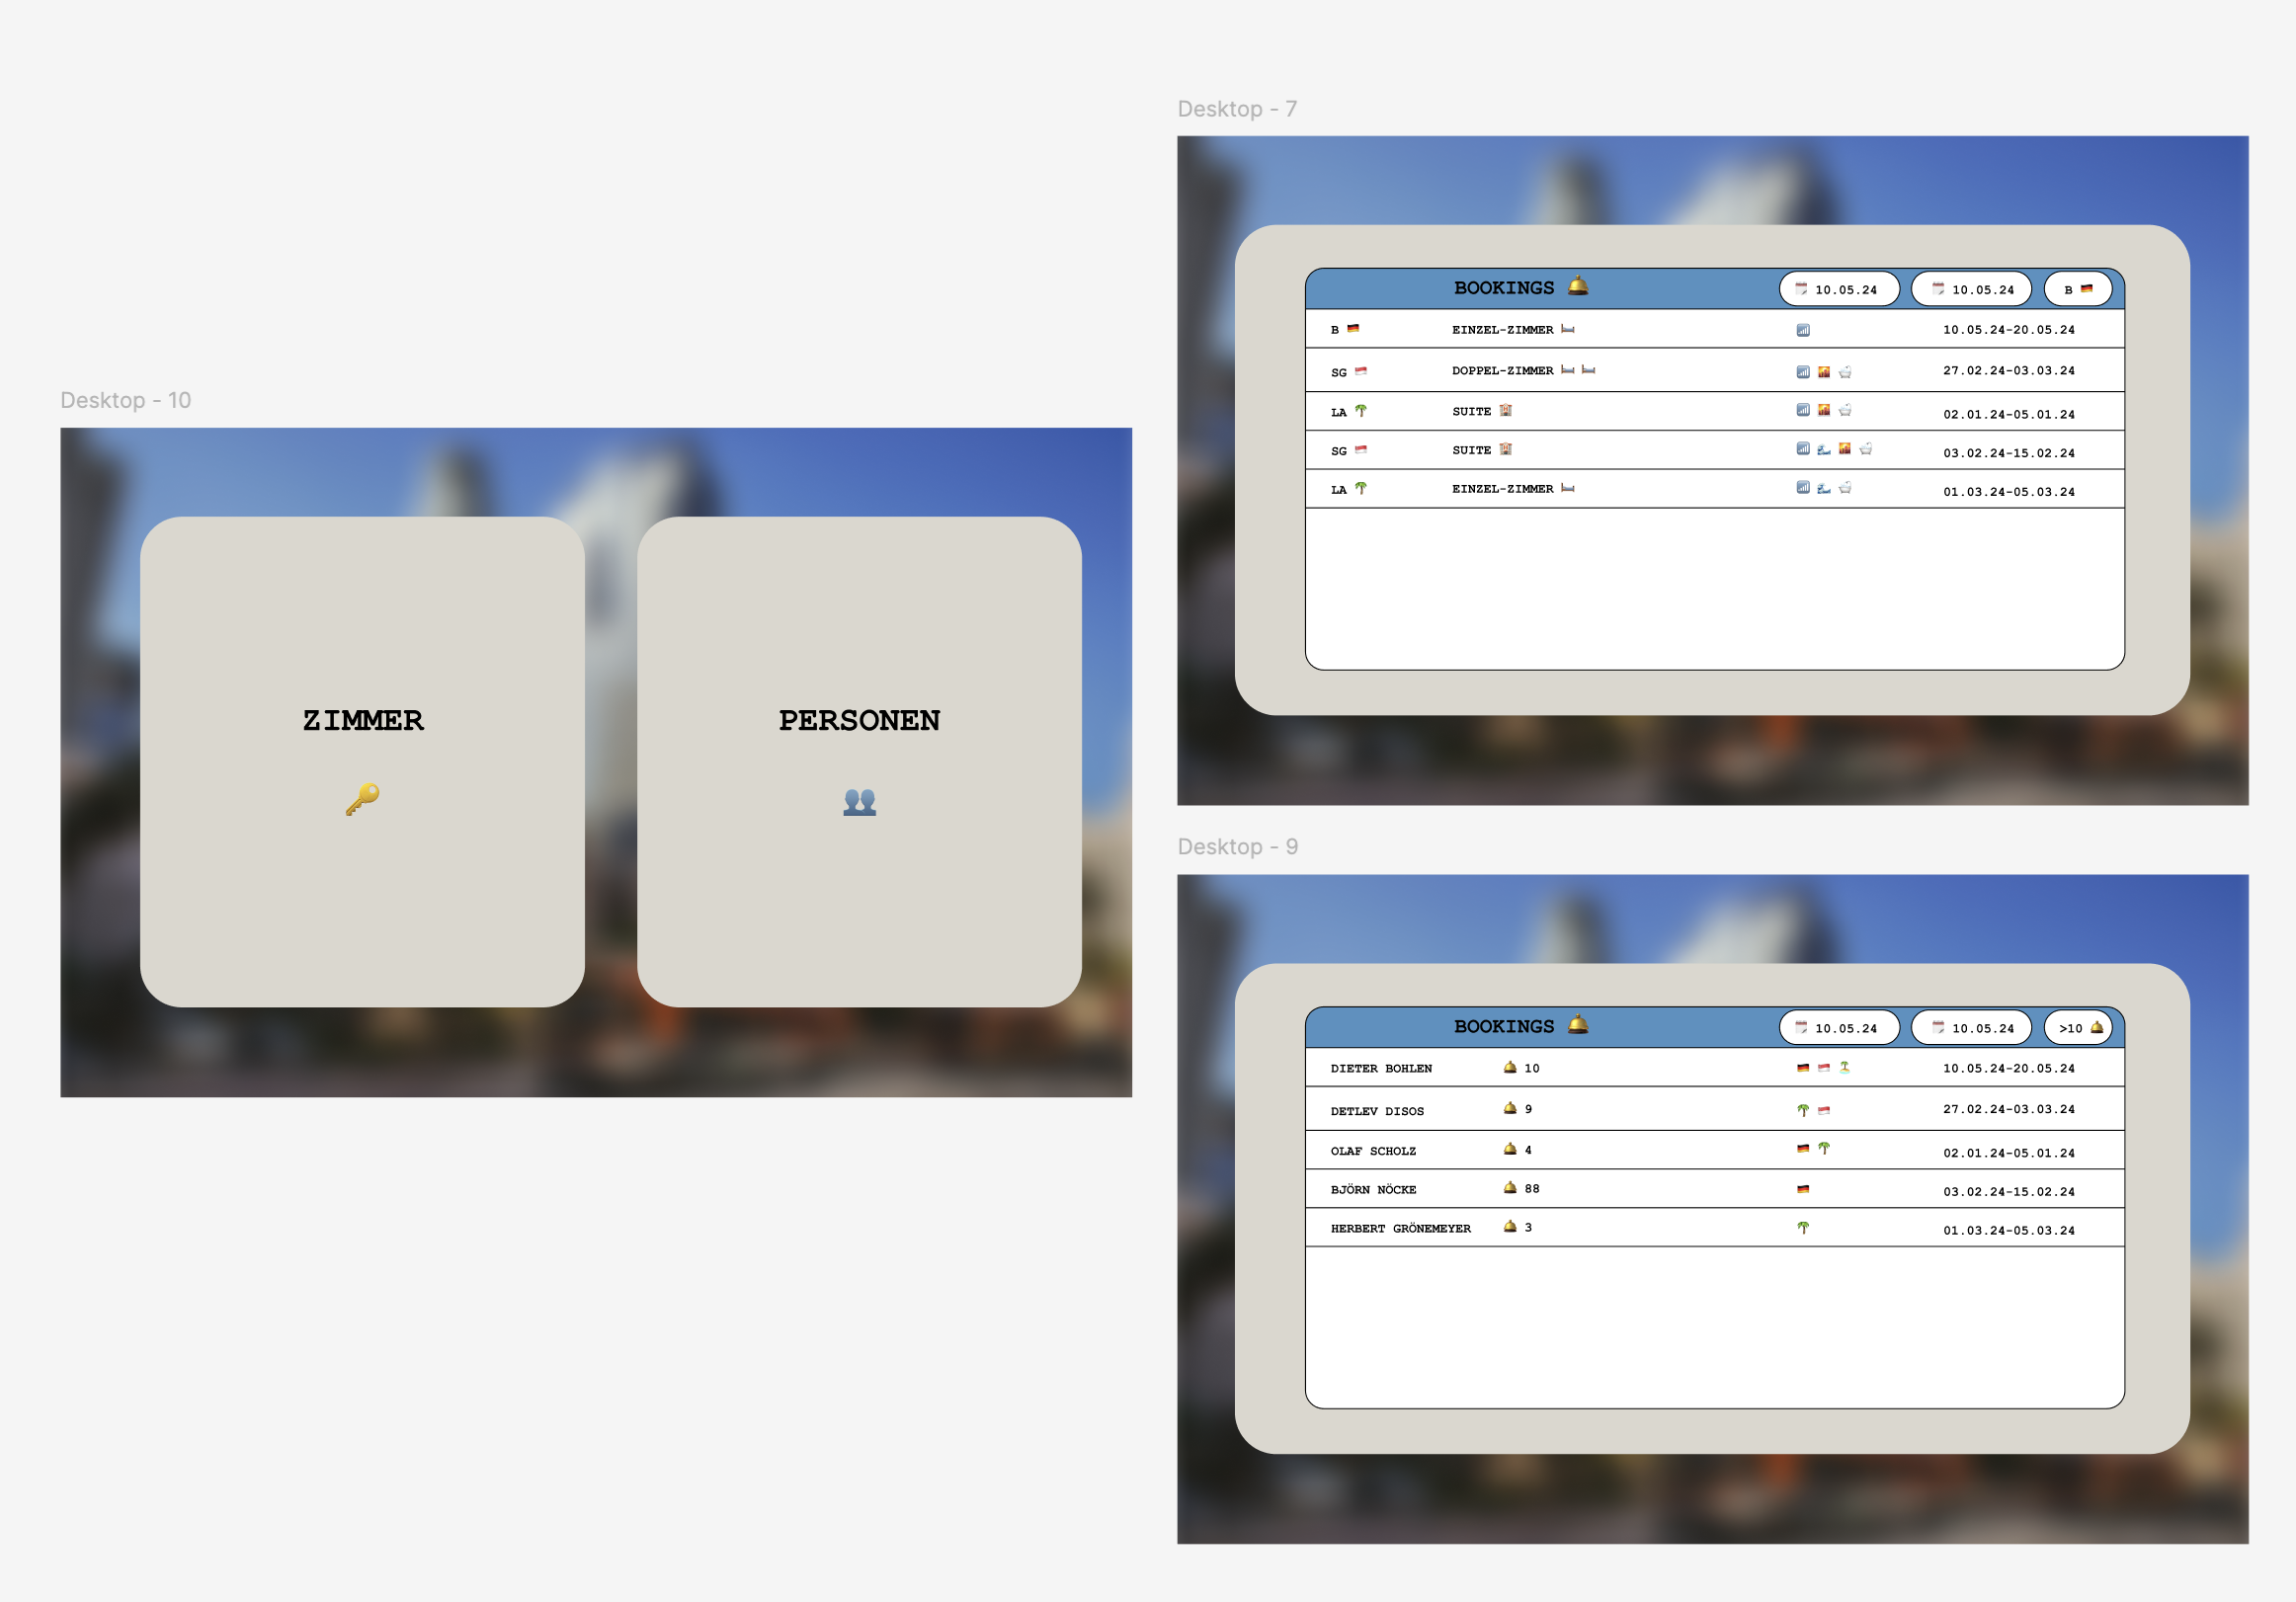 Desktop - 10
ZIMMER
PERSONEN
Desktop - 7
BOOKINGS 10.05.24 10.05.24 B
B EINZEL-ZIMMER 10.05.24-20.05.24
SG DOPPEL-ZIMMER 27.02.24-03.03.24
LA SUITE 02.01.24-05.01.24
SG SUITE 03.02.24-15.02.24
LA EINZEL-ZIMMER 01.03.24-05.03.24
Desktop - 9
BOOKINGS 10.05.24 10.05.24 >10
DIETER BOHLEN 10 10.05.24-20.05.24
DETLEV DISOS 9 27.02.24-03.03.24
OLAF SCHOLZ 4 02.01.24-05.01.24
BJÖRN NÖCKE 88 03.02.24-15.02.24
HERBERT GRÖNEMEYER 3 01.03.24-05.03.24